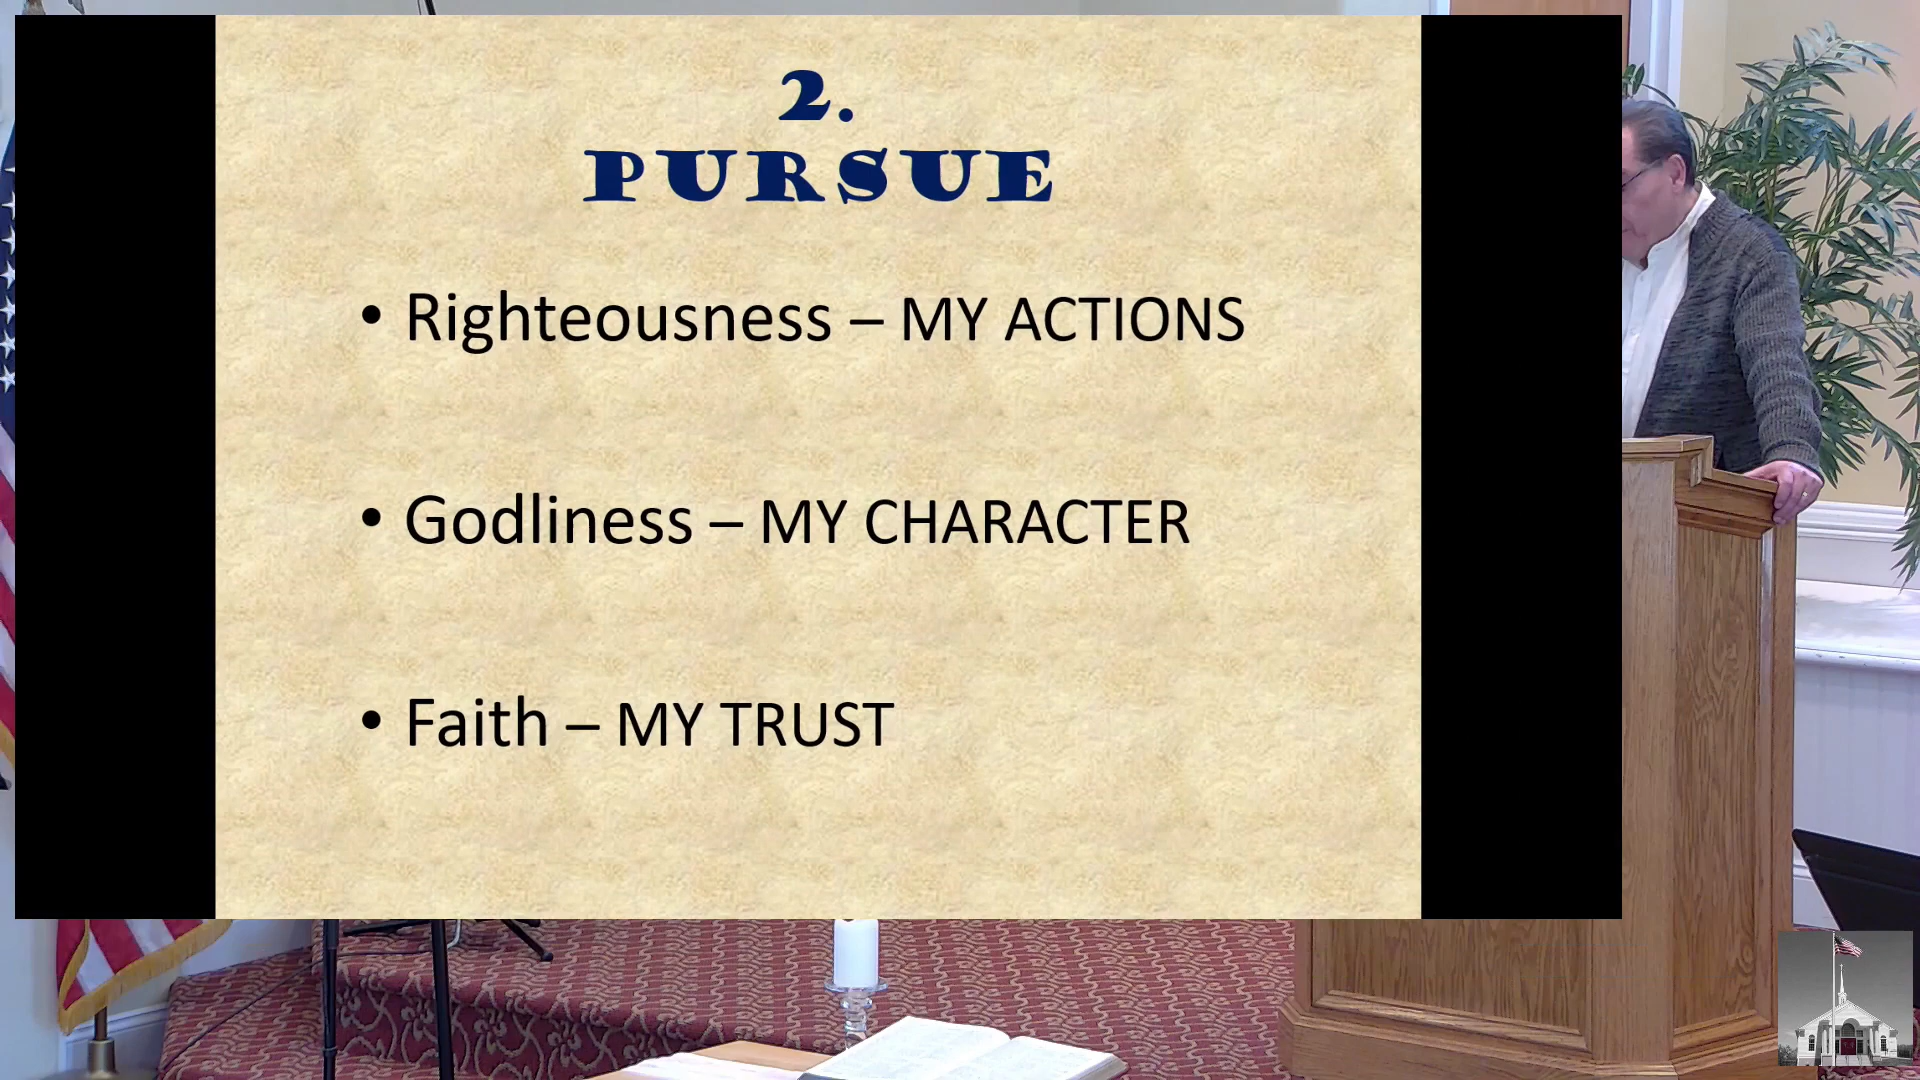 2.
PURSUE
• Righteousness – MY ACTIONS
• Godliness – MY CHARACTER
• Faith – MY TRUST